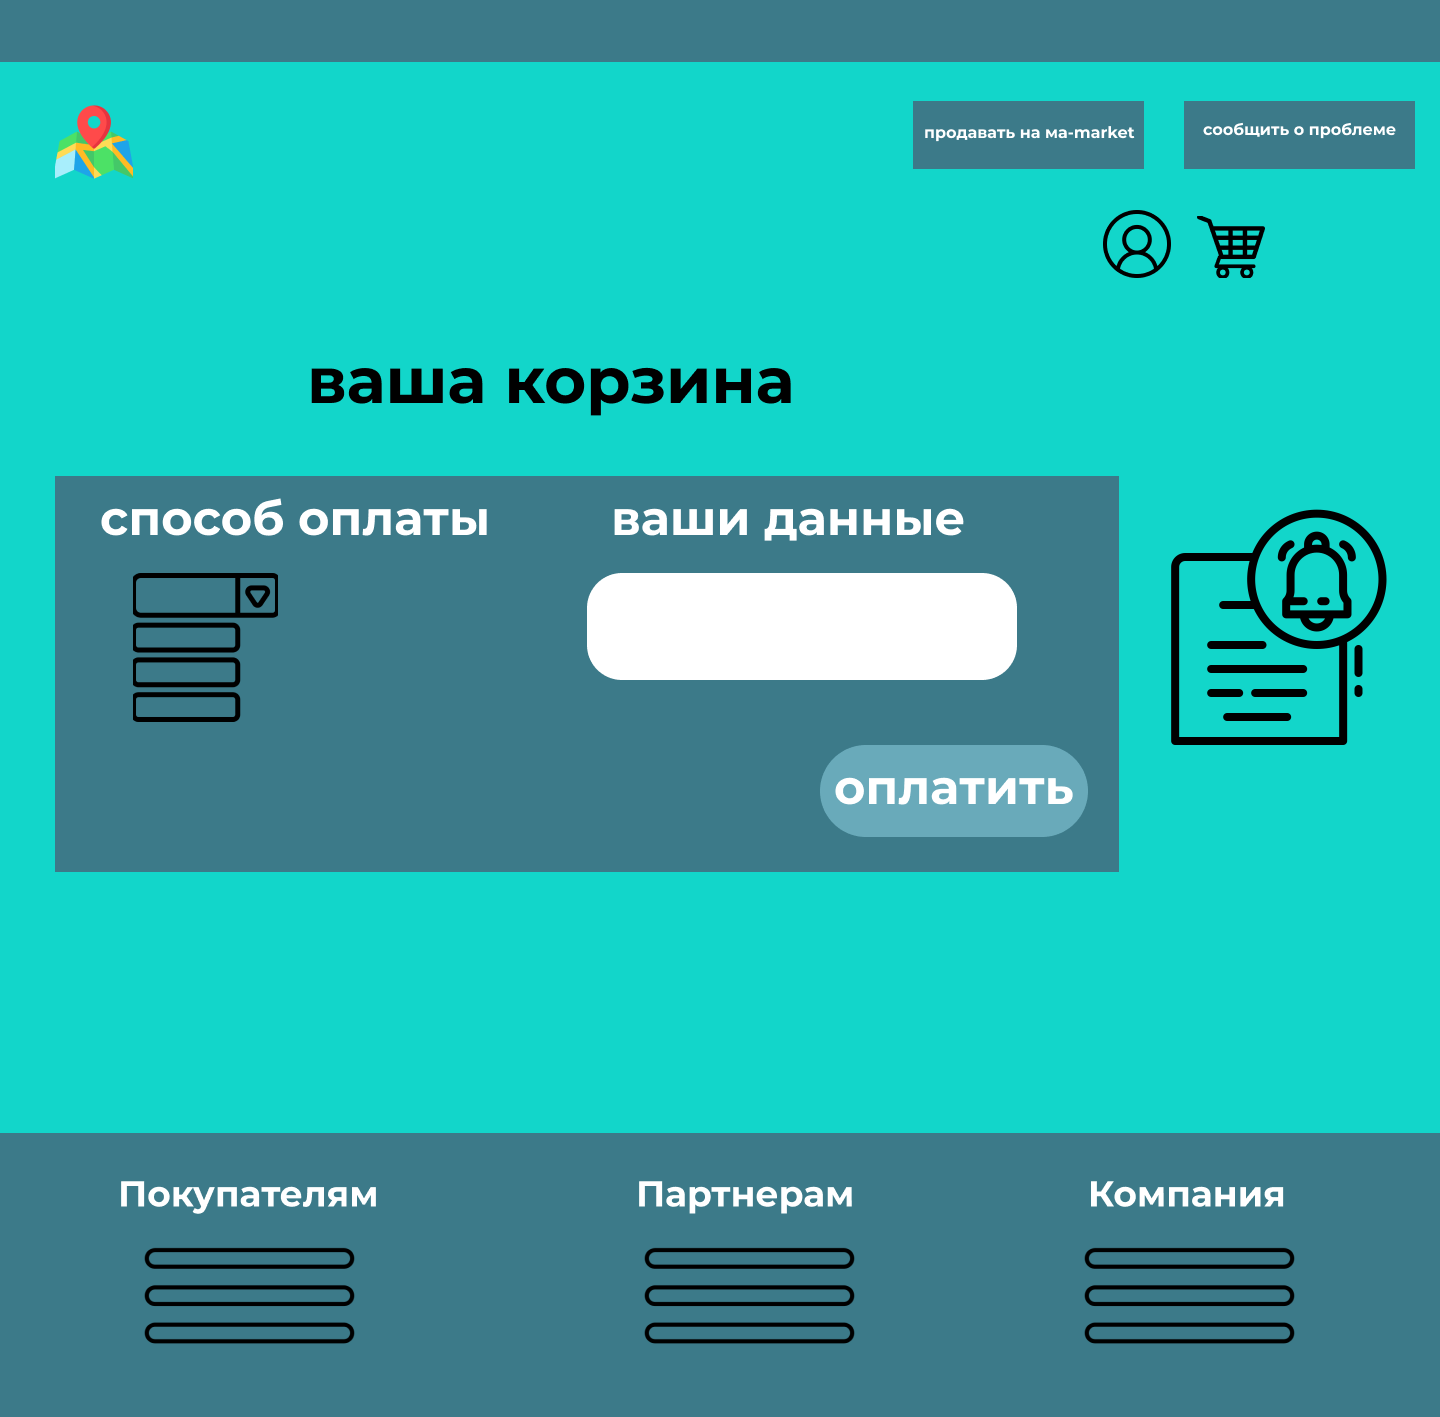 продавать на ма-market
сообщить о проблеме
ваша корзина
способ оплаты
ваши данные
оплатить
Покупателям
Партнерам
Компания